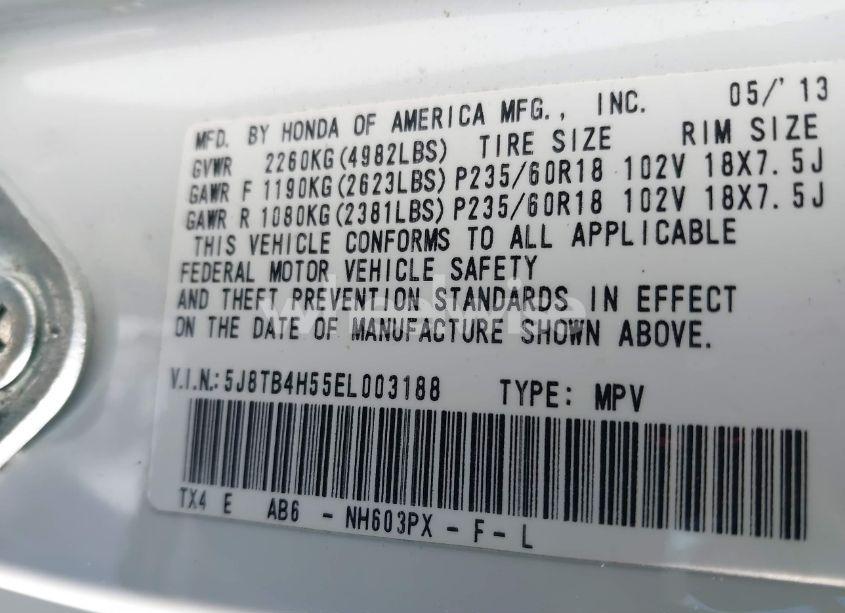 MFD. BY HONDA OF AMERICA MFG., INC. 05/'13
GVWR 2260KG(4982LBS) TIRE SIZE RIM SIZE
GAWR F 1190KG(2623LBS) P235/60R18 102V 18X7.5J
GAWR R 1080KG(2381LBS) P235/60R18 102V 18X7.5J
THIS VEHICLE CONFORMS TO ALL APPLICABLE
FEDERAL MOTOR VEHICLE SAFETY
AND THEFT PREVENTION STANDARDS IN EFFECT
ON THE DATE OF MANUFACTURE SHOWN ABOVE.
V.I.N.: 5J8TB4H55EL003188 TYPE: MPV
TX4 E AB6 - NH603PX - F - L